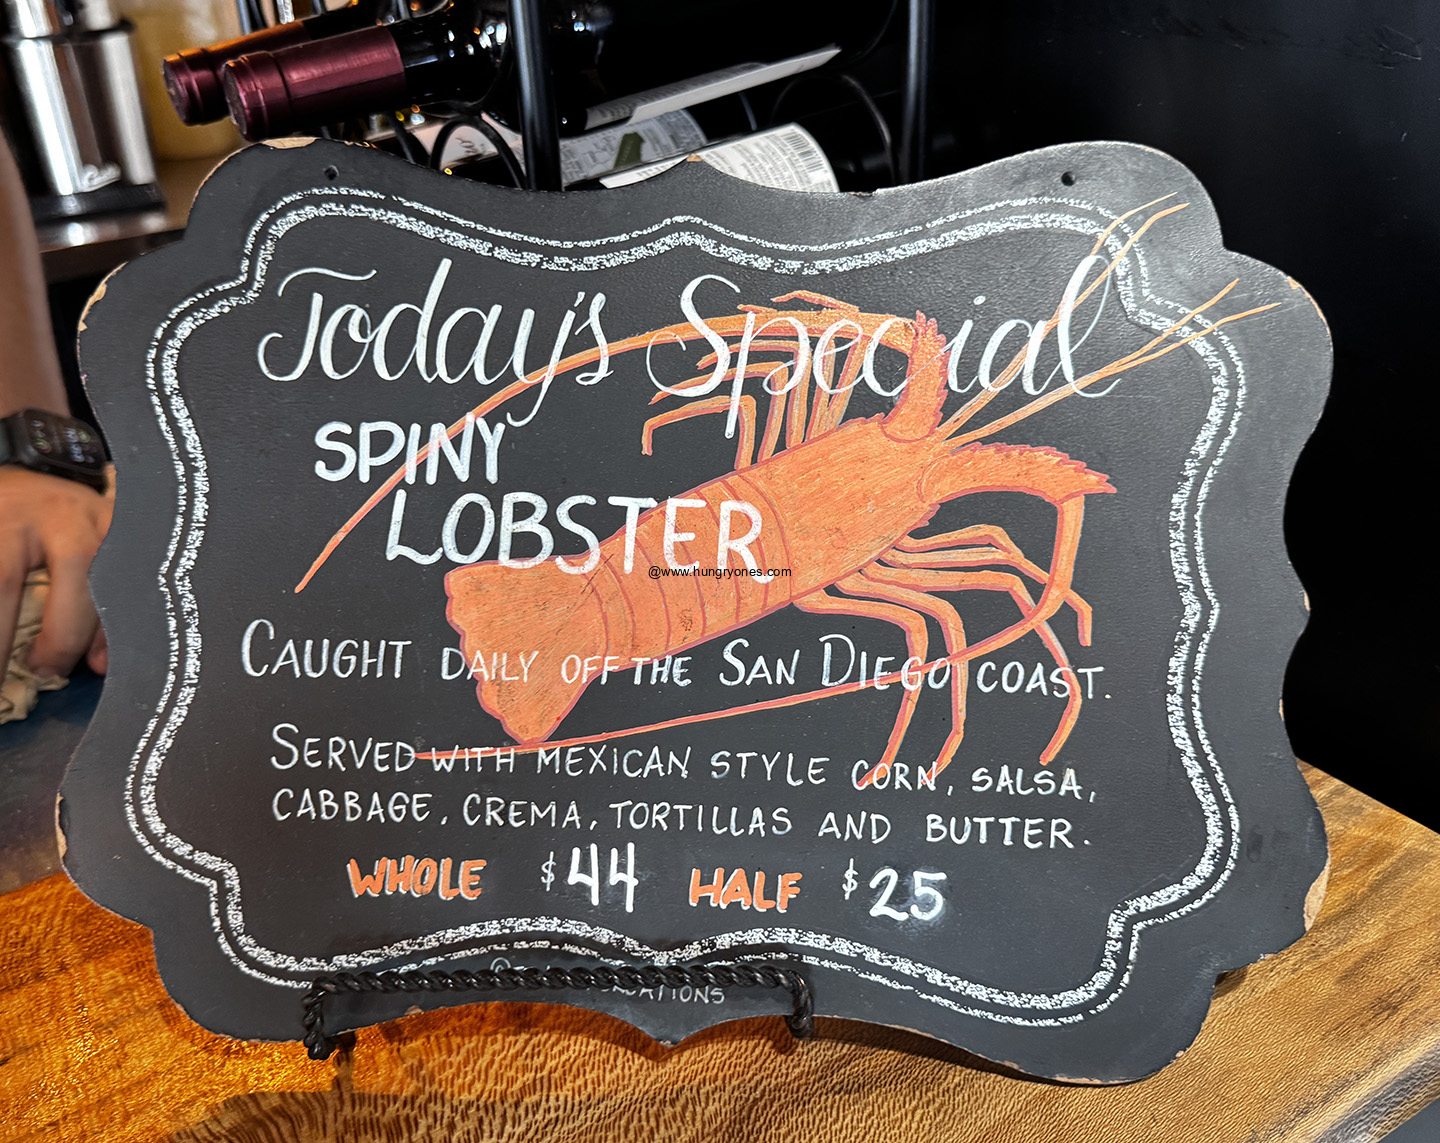 Today's Special
SPINY
LOBSTER
@www.hungryones.com
CAUGHT DAILY OFF THE SAN DIEGO COAST.
SERVED WITH MEXICAN STYLE CORN, SALSA,
CABBAGE, CREMA, TORTILLAS AND BUTTER.
WHOLE $44 HALF $25